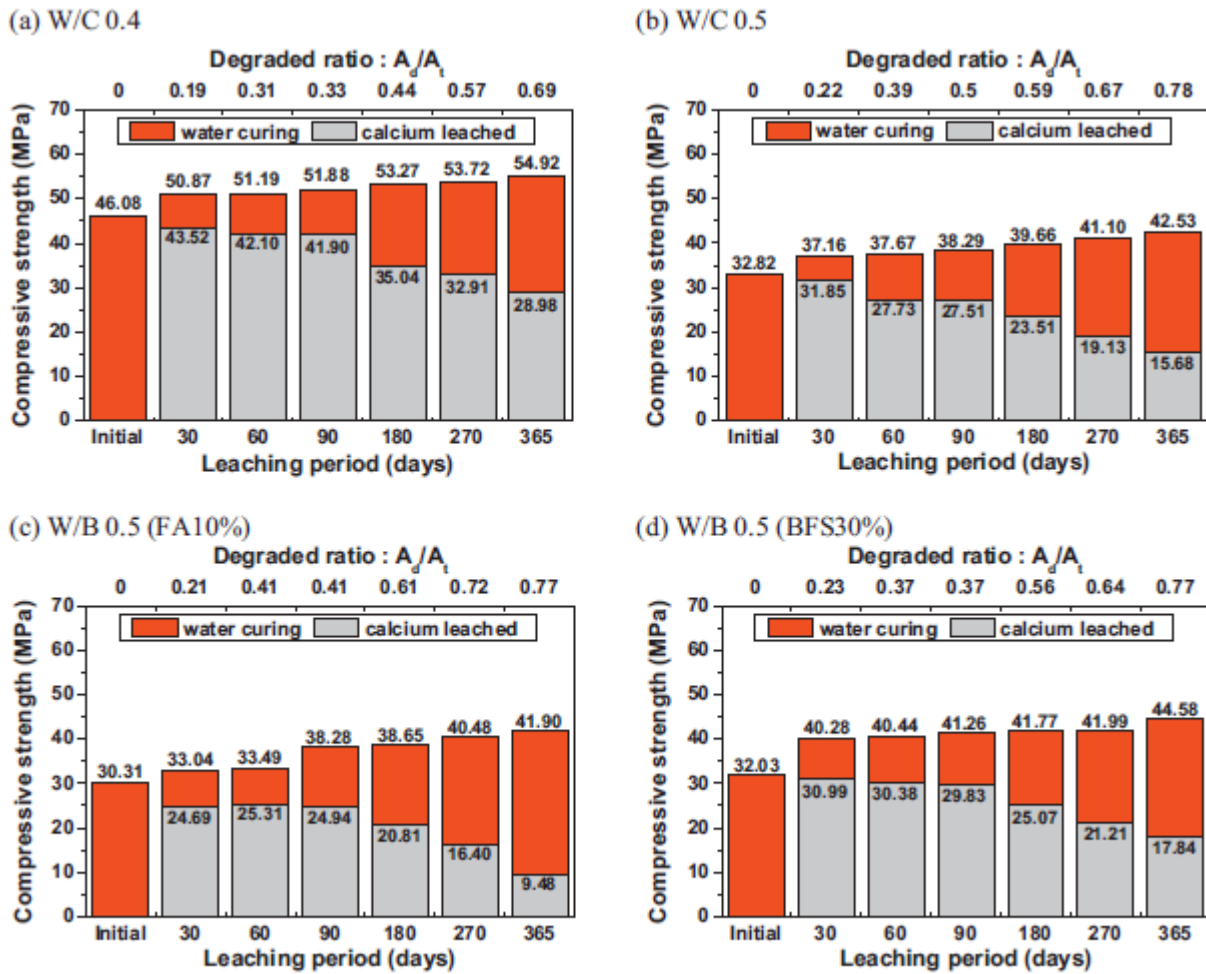 (a) W/C 0.4
Degraded ratio : A_d/A_t
0 0.19 0.31 0.33 0.44 0.57 0.69
water curing calcium leached
Compressive strength (MPa)
70
60
50
40
30
20
10
0
46.08 50.87 51.19 51.88 53.27 53.72 54.92
43.52 42.10 41.90 35.04 32.91 28.98
Initial 30 60 90 180 270 365
Leaching period (days)
(b) W/C 0.5
Degraded ratio : A_d/A_t
0 0.22 0.39 0.5 0.59 0.67 0.78
water curing calcium leached
Compressive strength (MPa)
70
60
50
40
30
20
10
0
32.82 37.16 37.67 38.29 39.66 41.10 42.53
31.85 27.73 27.51 23.51 19.13 15.68
Initial 30 60 90 180 270 365
Leaching period (days)
(c) W/B 0.5 (FA10%)
Degraded ratio : A_d/A_t
0 0.21 0.41 0.41 0.61 0.72 0.77
water curing calcium leached
Compressive strength (MPa)
70
60
50
40
30
20
10
0
30.31 33.04 33.49 38.28 38.65 40.48 41.90
24.69 25.31 24.94 20.81 16.40 9.48
Initial 30 60 90 180 270 365
Leaching period (days)
(d) W/B 0.5 (BFS30%)
Degraded ratio : A_d/A_t
0 0.23 0.37 0.37 0.56 0.64 0.77
water curing calcium leached
Compressive strength (MPa)
70
60
50
40
30
20
10
0
32.03 40.28 40.44 41.26 41.77 41.99 44.58
30.99 30.38 29.83 25.07 21.21 17.84
Initial 30 60 90 180 270 365
Leaching period (days)